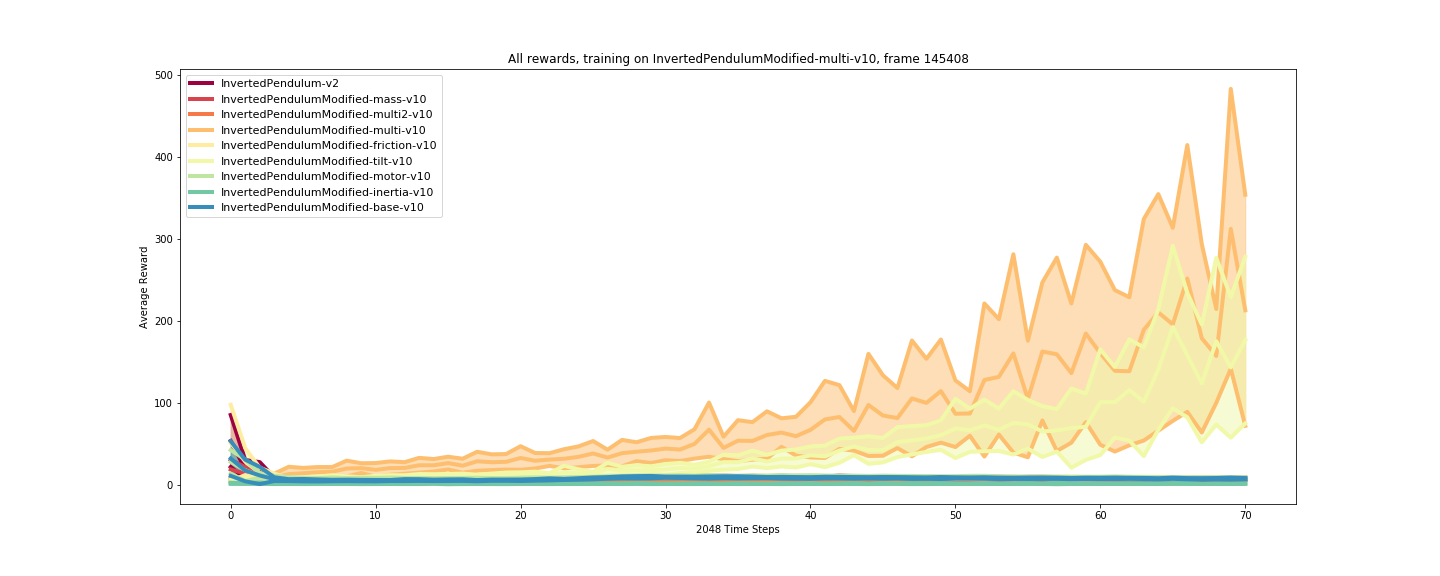 All rewards, training on InvertedPendulumModified-multi-v10, frame 145408
InvertedPendulum-v2
InvertedPendulumModified-mass-v10
InvertedPendulumModified-multi2-v10
InvertedPendulumModified-multi-v10
InvertedPendulumModified-friction-v10
InvertedPendulumModified-tilt-v10
InvertedPendulumModified-motor-v10
InvertedPendulumModified-inertia-v10
InvertedPendulumModified-base-v10
500
400
300
200
100
0
Average Reward
0 10 20 30 40 50 60 70
2048 Time Steps